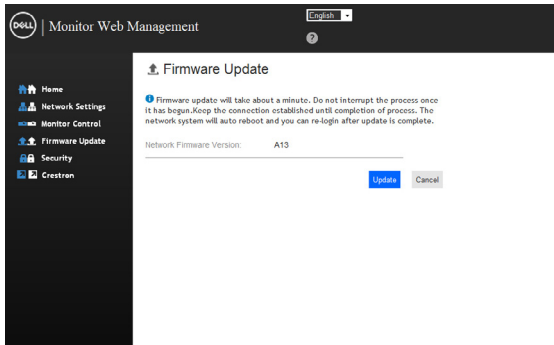 DELL | Monitor Web Management
English
?
Home
Network Settings
Monitor Control
Firmware Update
Security
Crestron
Firmware Update
Firmware update will take about a minute. Do not interrupt the process once
it has begun.Keep the connection established until completion of process. The
network system will auto reboot and you can re-login after update is complete.
Network Firmware Version: A13
Update Cancel